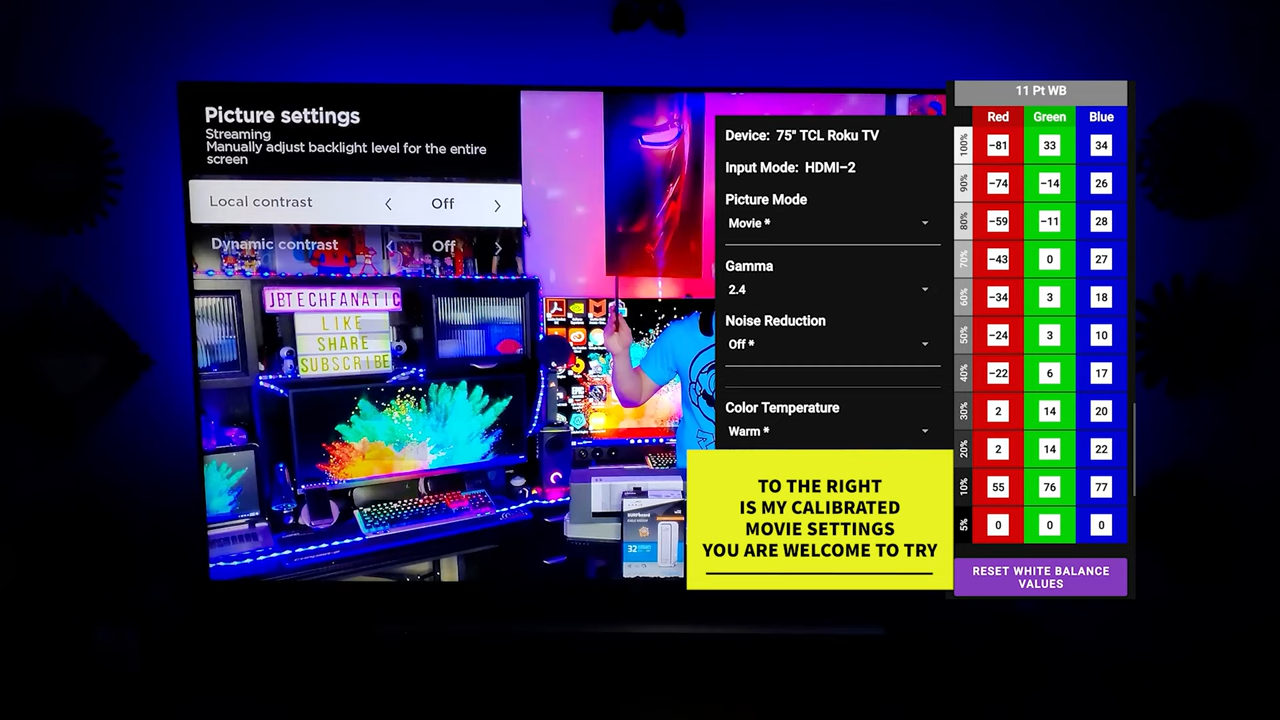 Picture settings
Streaming
Manually adjust backlight level for the entire
screen
Local contrast < Off >
Dynamic contrast < Off >
JBTECHFANATIC
LIKE
SHARE
SUBSCRIBE
32
Device: 75" TCL Roku TV
Input Mode: HDMI-2
Picture Mode
Movie *
Gamma
2.4
Noise Reduction
Off *
Color Temperature
Warm *
TO THE RIGHT
IS MY CALIBRATED
MOVIE SETTINGS
YOU ARE WELCOME TO TRY
11 Pt WB
Red Green Blue
100% -81 33 34
90% -74 -14 26
80% -59 -11 28
70% -43 0 27
60% -34 3 18
50% -24 3 10
40% -22 6 17
30% 2 14 20
20% 2 14 22
10% 55 76 77
5% 0 0 0
RESET WHITE BALANCE
VALUES